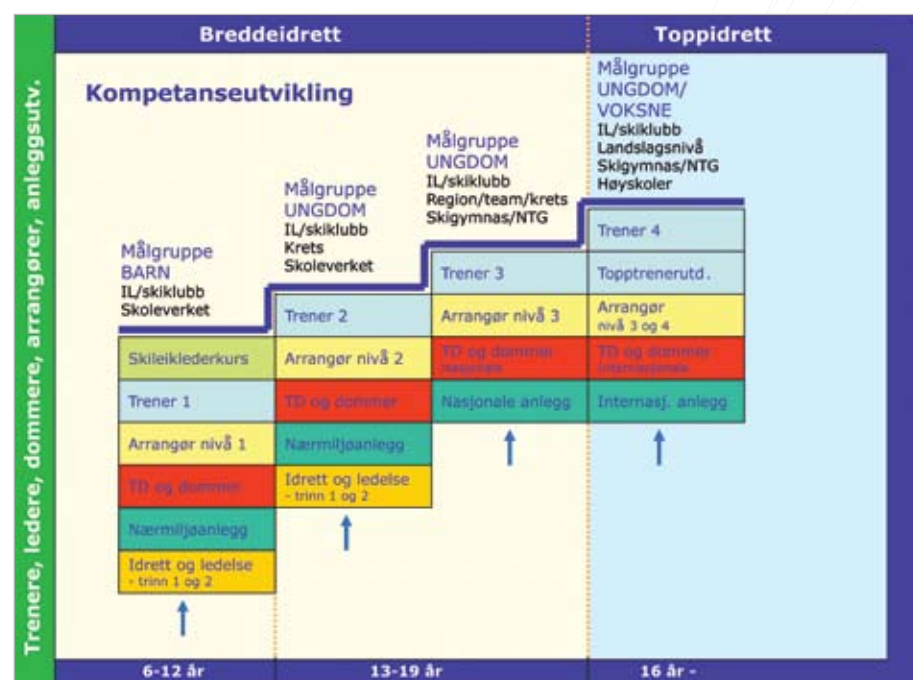 Trenere, ledere, dommere, arrangører, anleggsutv.
Breddeidrett
Toppidrett
Kompetanseutvikling
Målgruppe
BARN
IL/skiklubb
Skoleverket
Skileiklederkurs
Trener 1
Arrangør nivå 1
TD og dommer
Nærmiljøanlegg
Idrett og ledelse
- trinn 1 og 2
Målgruppe
UNGDOM
IL/skiklubb
Krets
Skoleverket
Trener 2
Arrangør nivå 2
TD og dommer
Nærmiljøanlegg
Idrett og ledelse
- trinn 1 og 2
Målgruppe
UNGDOM
IL/skiklubb
Region/team/krets
Skigymnas/NTG
Trener 3
Arrangør nivå 3
TD og dommer
nasjonale
Nasjonale anlegg
Målgruppe
UNGDOM/
VOKSNE
IL/skiklubb
Landslagsnivå
Skigymnas/NTG
Høyskoler
Trener 4
Topptrenerutd.
Arrangør
nivå 3 og 4
TD og dommer
internasjonale
Internasj. anlegg
6-12 år
13-19 år
16 år -